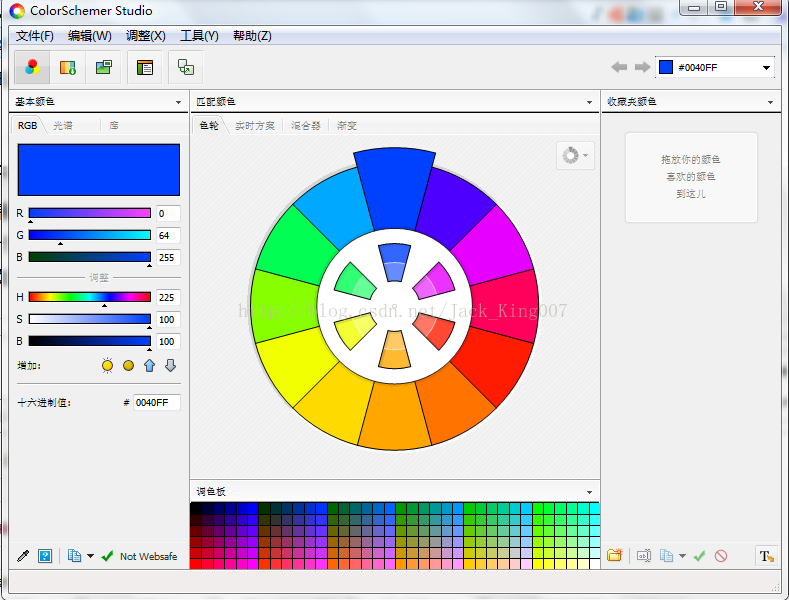 ColorSchemer Studio
文件(F) 编辑(W) 调整(X) 工具(Y) 帮助(Z)
#0040FF
基本颜色 匹配颜色 收藏夹颜色
RGB 光谱 库 色轮 实时方案 混合器 渐变
拖放你的颜色
喜欢的颜色
到这儿
R 0
G 64
B 255
调整
H 225
S 100
B 100
增加:
十六进制值: # 0040FF
http://blog.csdn.net/Jack_King007
调色板
Not Websafe